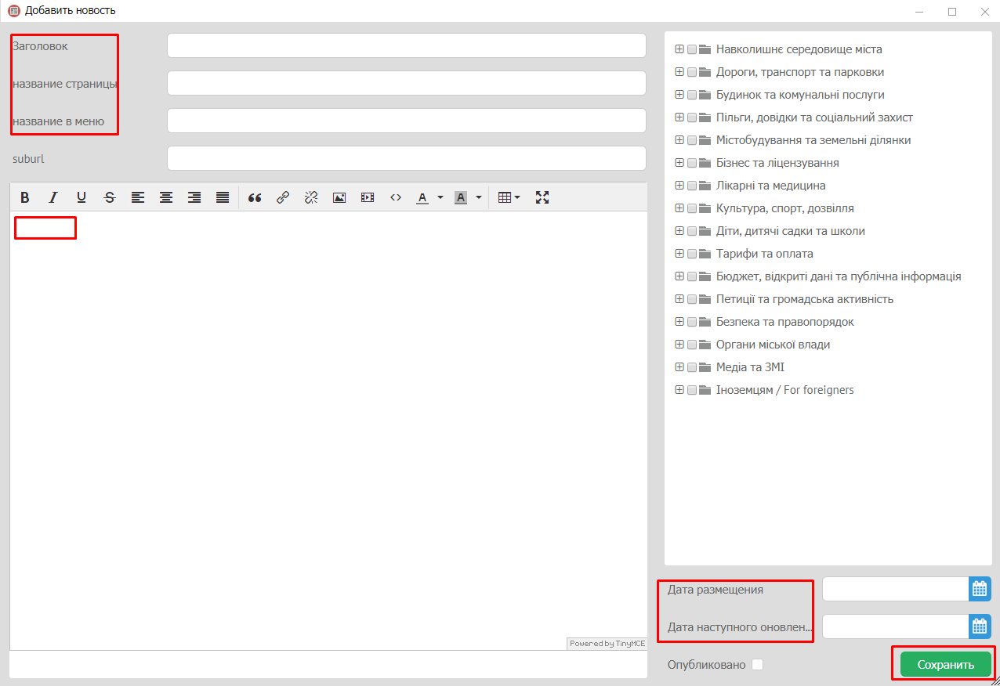 Добавить новость
Заголовок
название страницы
название в меню
suburl
Powered by TinyMCE
Навколишнє середовище міста
Дороги, транспорт та парковки
Будинок та комунальні послуги
Пільги, довідки та соціальний захист
Містобудування та земельні ділянки
Бізнес та ліцензування
Лікарні та медицина
Культура, спорт, дозвілля
Діти, дитячі садки та школи
Тарифи та оплата
Бюджет, відкриті дані та публічна інформація
Петиції та громадська активність
Безпека та правопорядок
Органи міської влади
Медіа та ЗМІ
Іноземцям / For foreigners
Дата размещения
Дата наступного оновлен...
Опубликовано
Сохранить